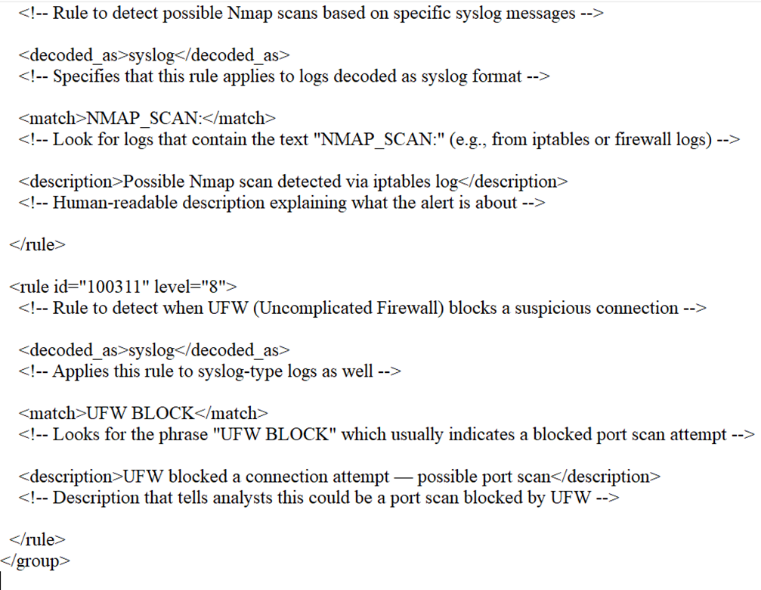 <!-- Rule to detect possible Nmap scans based on specific syslog messages -->
<decoded_as>syslog</decoded_as>
<!-- Specifies that this rule applies to logs decoded as syslog format -->
<match>NMAP_SCAN:</match>
<!-- Look for logs that contain the text "NMAP_SCAN:" (e.g., from iptables or firewall logs) -->
<description>Possible Nmap scan detected via iptables log</description>
<!-- Human-readable description explaining what the alert is about -->
</rule>
<rule id="100311" level="8">
<!-- Rule to detect when UFW (Uncomplicated Firewall) blocks a suspicious connection -->
<decoded_as>syslog</decoded_as>
<!-- Applies this rule to syslog-type logs as well -->
<match>UFW BLOCK</match>
<!-- Looks for the phrase "UFW BLOCK" which usually indicates a blocked port scan attempt -->
<description>UFW blocked a connection attempt — possible port scan</description>
<!-- Description that tells analysts this could be a port scan blocked by UFW -->
</rule>
</group>